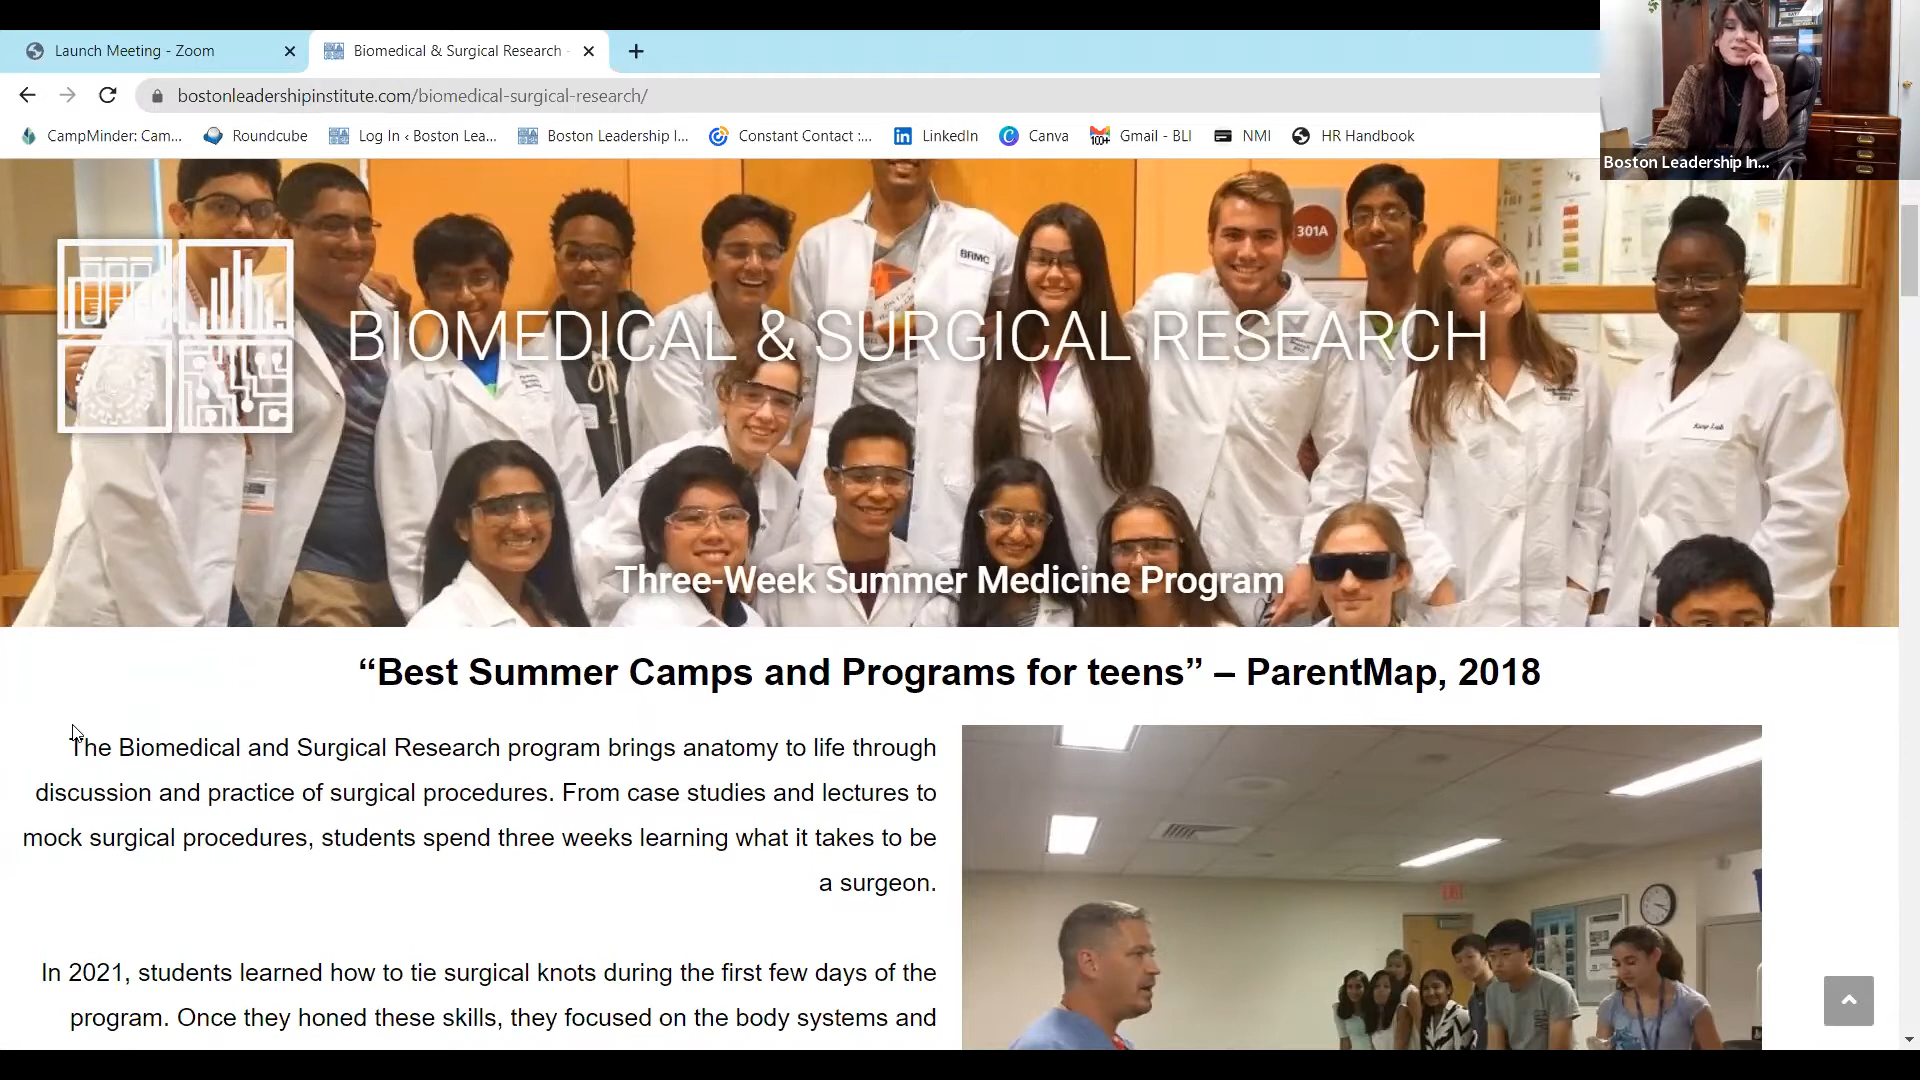 Launch Meeting - Zoom
Biomedical & Surgical Research
bostonleadershipinstitute.com/biomedical-surgical-research/
CampMinder: Cam...
Roundcube
Log In ‹ Boston Lea...
Boston Leadership I...
100+
Constant Contact :...
LinkedIn
Canva
Gmail - BLI
NMI
HR Handbook
Boston Leadership In...
301A
BRMC
BIOMEDICAL & SURGICAL RESEARCH
Three-Week Summer Medicine Program
“Best Summer Camps and Programs for teens” – ParentMap, 2018
The Biomedical and Surgical Research program brings anatomy to life through
discussion and practice of surgical procedures. From case studies and lectures to
mock surgical procedures, students spend three weeks learning what it takes to be
a surgeon.
In 2021, students learned how to tie surgical knots during the first few days of the
program. Once they honed these skills, they focused on the body systems and
EXIT